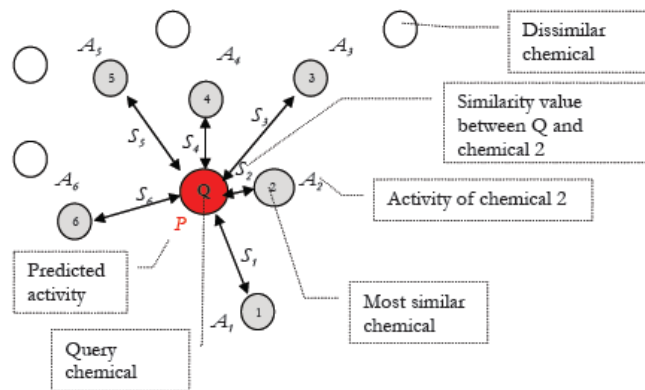 Dissimilar
chemical
A5
A4
A3
5
4
3
Similarity value
between Q and
chemical 2
S5
S4
S3
S2
A6
S6
Q
2
A2
Activity of chemical 2
6
P
Predicted
activity
S1
Most similar
chemical
A1
1
Query
chemical